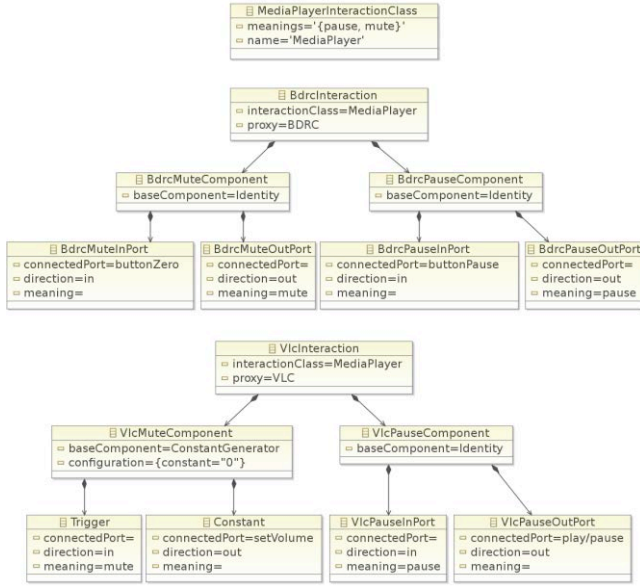 MediaPlayerInteractionClass
meanings='{pause, mute}'
name='MediaPlayer'
BdrcInteraction
interactionClass=MediaPlayer
proxy=BDRC
BdrcMuteComponent
baseComponent=Identity
BdrcPauseComponent
baseComponent=Identity
BdrcMuteInPort
connectedPort=buttonZero
direction=in
meaning=
BdrcMuteOutPort
connectedPort=
direction=out
meaning=mute
BdrcPauseInPort
connectedPort=buttonPause
direction=in
meaning=
BdrcPauseOutPort
connectedPort=
direction=out
meaning=pause
VlcInteraction
interactionClass=MediaPlayer
proxy=VLC
VlcMuteComponent
baseComponent=ConstantGenerator
configuration={constant="0"}
VlcPauseComponent
baseComponent=Identity
Trigger
connectedPort=
direction=in
meaning=mute
Constant
connectedPort=setVolume
direction=out
meaning=
VlcPauseInPort
connectedPort=
direction=in
meaning=pause
VlcPauseOutPort
connectedPort=play/pause
direction=out
meaning=